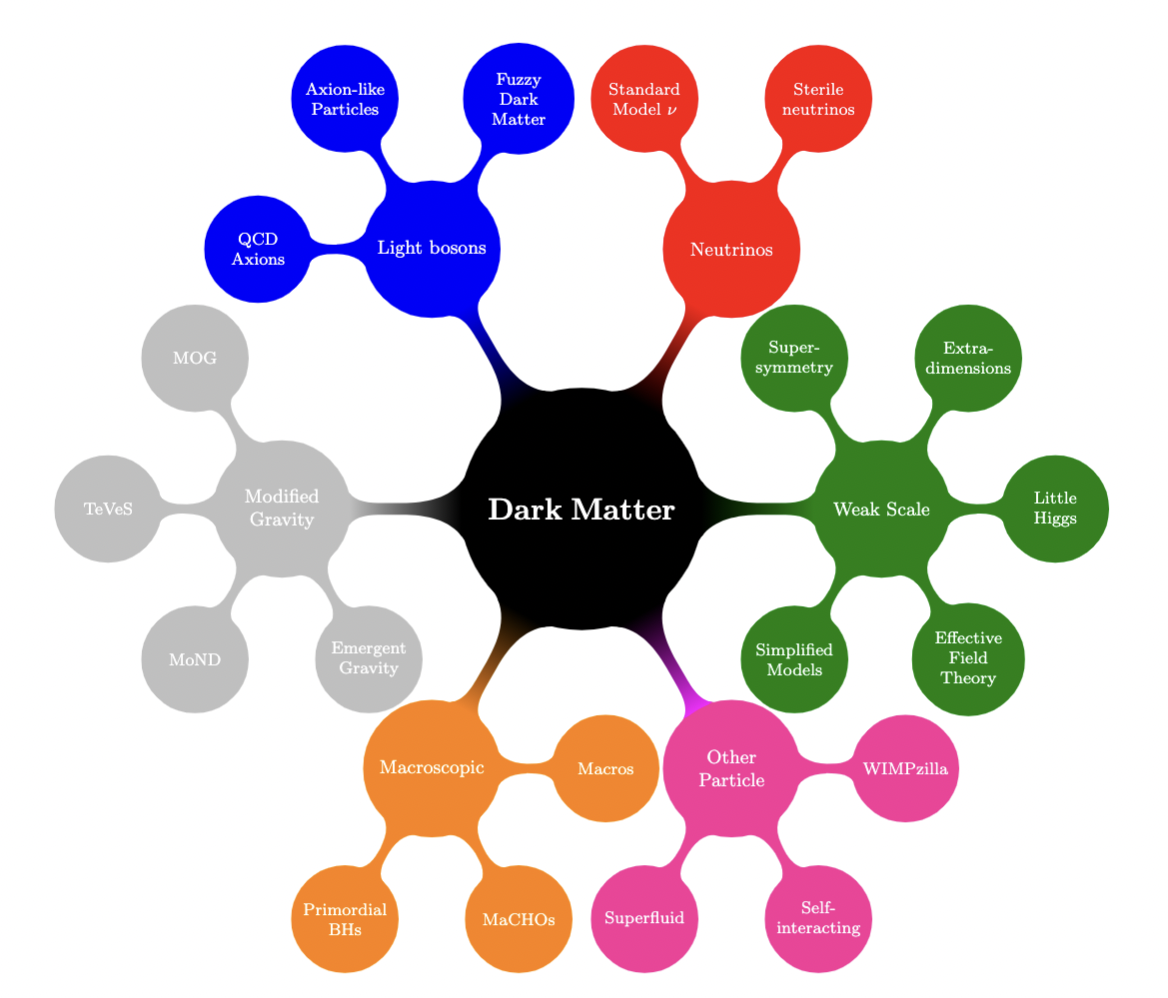 Axion-like
Particles
Fuzzy
Dark
Matter
Standard
Model ν
Sterile
neutrinos
QCD
Axions
Light bosons
Neutrinos
MOG
Super-
symmetry
Extra-
dimensions
TeVeS
Modified
Gravity
Dark Matter
Weak Scale
Little
Higgs
MoND
Emergent
Gravity
Simplified
Models
Effective
Field
Theory
Macroscopic
Macros
Other
Particle
WIMPzilla
Primordial
BHs
MaCHOs
Superfluid
Self-
interacting